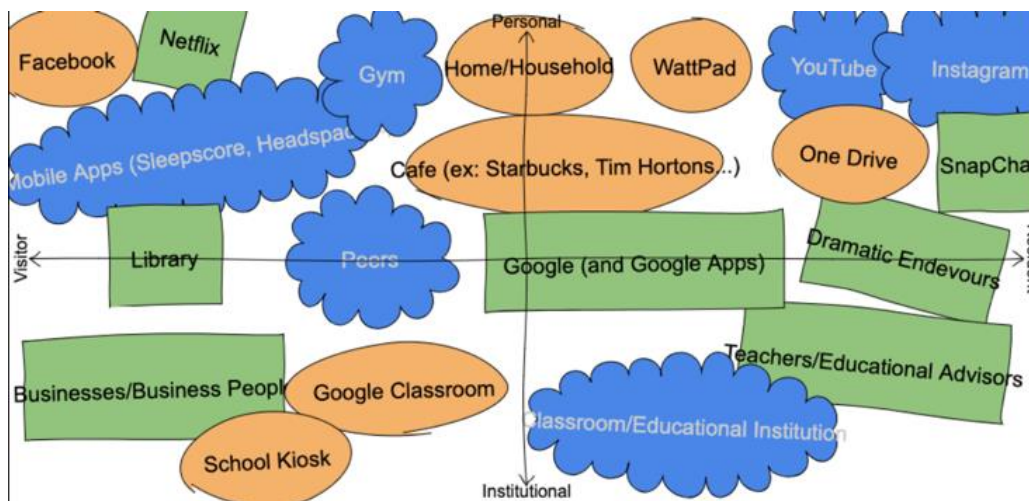 Personal
Facebook
Netflix
Gym
Home/Household
WattPad
YouTube
Instagram
Mobile Apps (Sleepscore, Headspac
Cafe (ex: Starbucks, Tim Hortons...)
One Drive
SnapCha
Visitor
Library
Peers
Google (and Google Apps)
Dramatic Endevours
Businesses/Business People
Google Classroom
Teachers/Educational Advisors
School Kiosk
Classroom/Educational Institution
Institutional